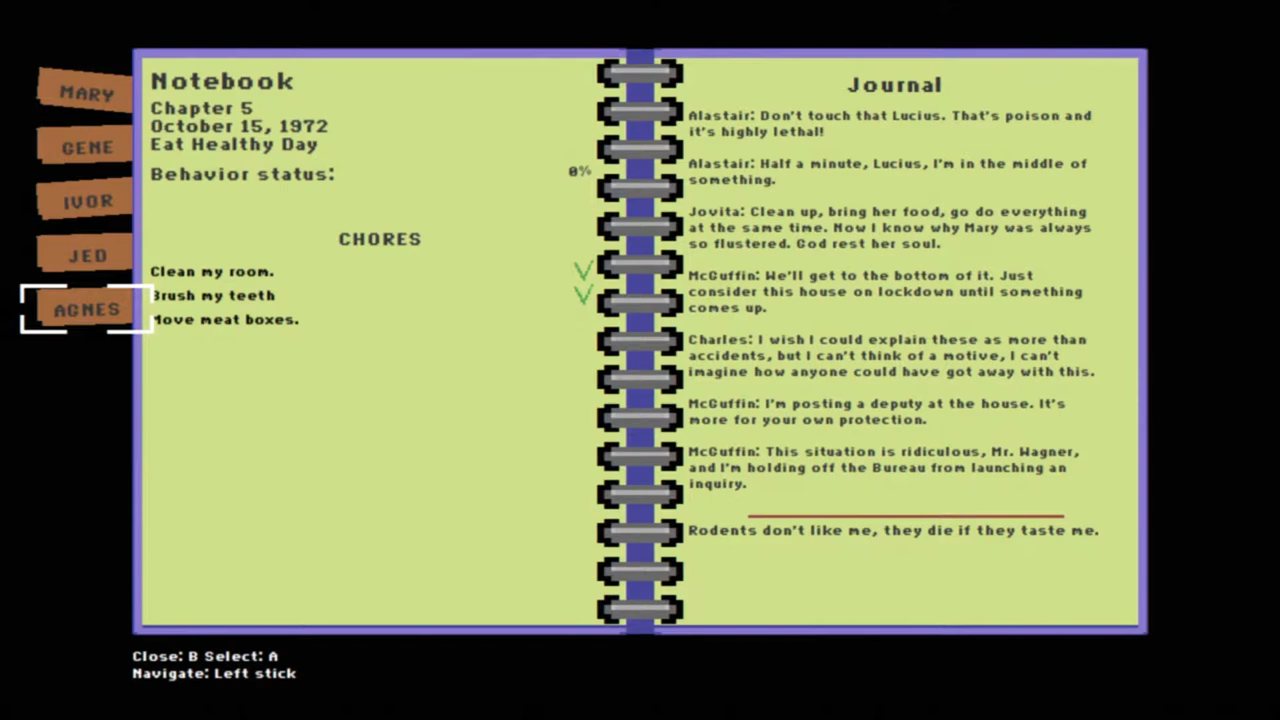 MARY
GENE
IVOR
JED
AGNES
Notebook
Chapter 5
October 15, 1972
Eat Healthy Day
Behavior status:
0%
CHORES
Clean my room.
Brush my teeth
Move meat boxes.
Journal
Alastair: Don't touch that Lucius. That's poison and
it's highly lethal!
Alastair: Half a minute, Lucius, I'm in the middle of
something.
Jovita: Clean up, bring her food, go do everything
at the same time. Now I know why Mary was always
so flustered. God rest her soul.
McGuffin: We'll get to the bottom of it. Just
consider this house on lockdown until something
comes up.
Charles: I wish I could explain these as more than
accidents, but I can't think of a motive, I can't
imagine how anyone could have got away with this.
McGuffin: I'm posting a deputy at the house. It's
more for your own protection.
McGuffin: This situation is ridiculous, Mr. Wagner,
and I'm holding off the Bureau from launching an
inquiry.
Rodents don't like me, they die if they taste me.
Close: B Select: A
Navigate: Left stick